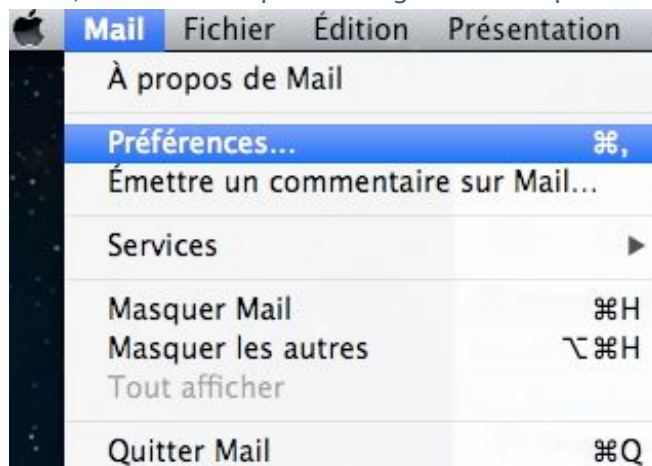 Mail Fichier Édition Présentation
À propos de Mail
Préférences... ⌘,
Émettre un commentaire sur Mail...
Services ▶
Masquer Mail ⌘H
Masquer les autres ⌥⌘H
Tout afficher
Quitter Mail ⌘Q